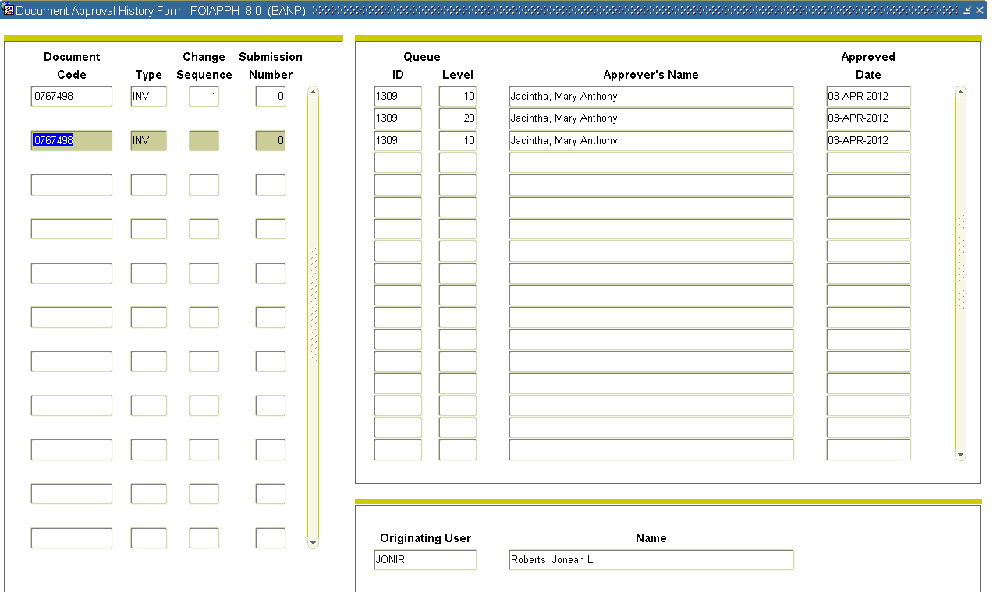 Document Approval History Form FOIAPPH 8.0 (BANP)
Document Code Type Change Sequence Submission Number
I0767498 INV 1 0
I0767498 INV 0
Queue ID Level Approver's Name Approved Date
1309 10 Jacintha, Mary Anthony 03-APR-2012
1309 20 Jacintha, Mary Anthony 03-APR-2012
1309 10 Jacintha, Mary Anthony 03-APR-2012
Originating User Name
JONIR Roberts, Jonean L